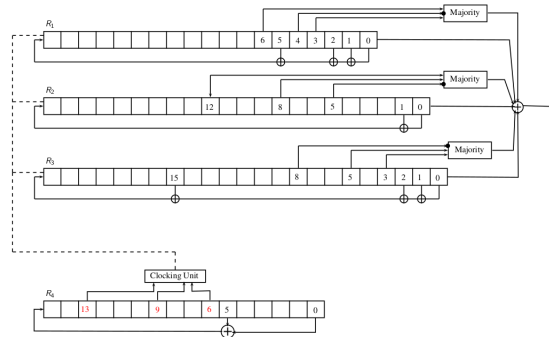 R1
Majority
6 5 4 3 2 1 0
R2
Majority
12 8 5 1 0
R3
Majority
15 8 5 3 2 1 0
Clocking Unit
R4
13 9 6 5 0